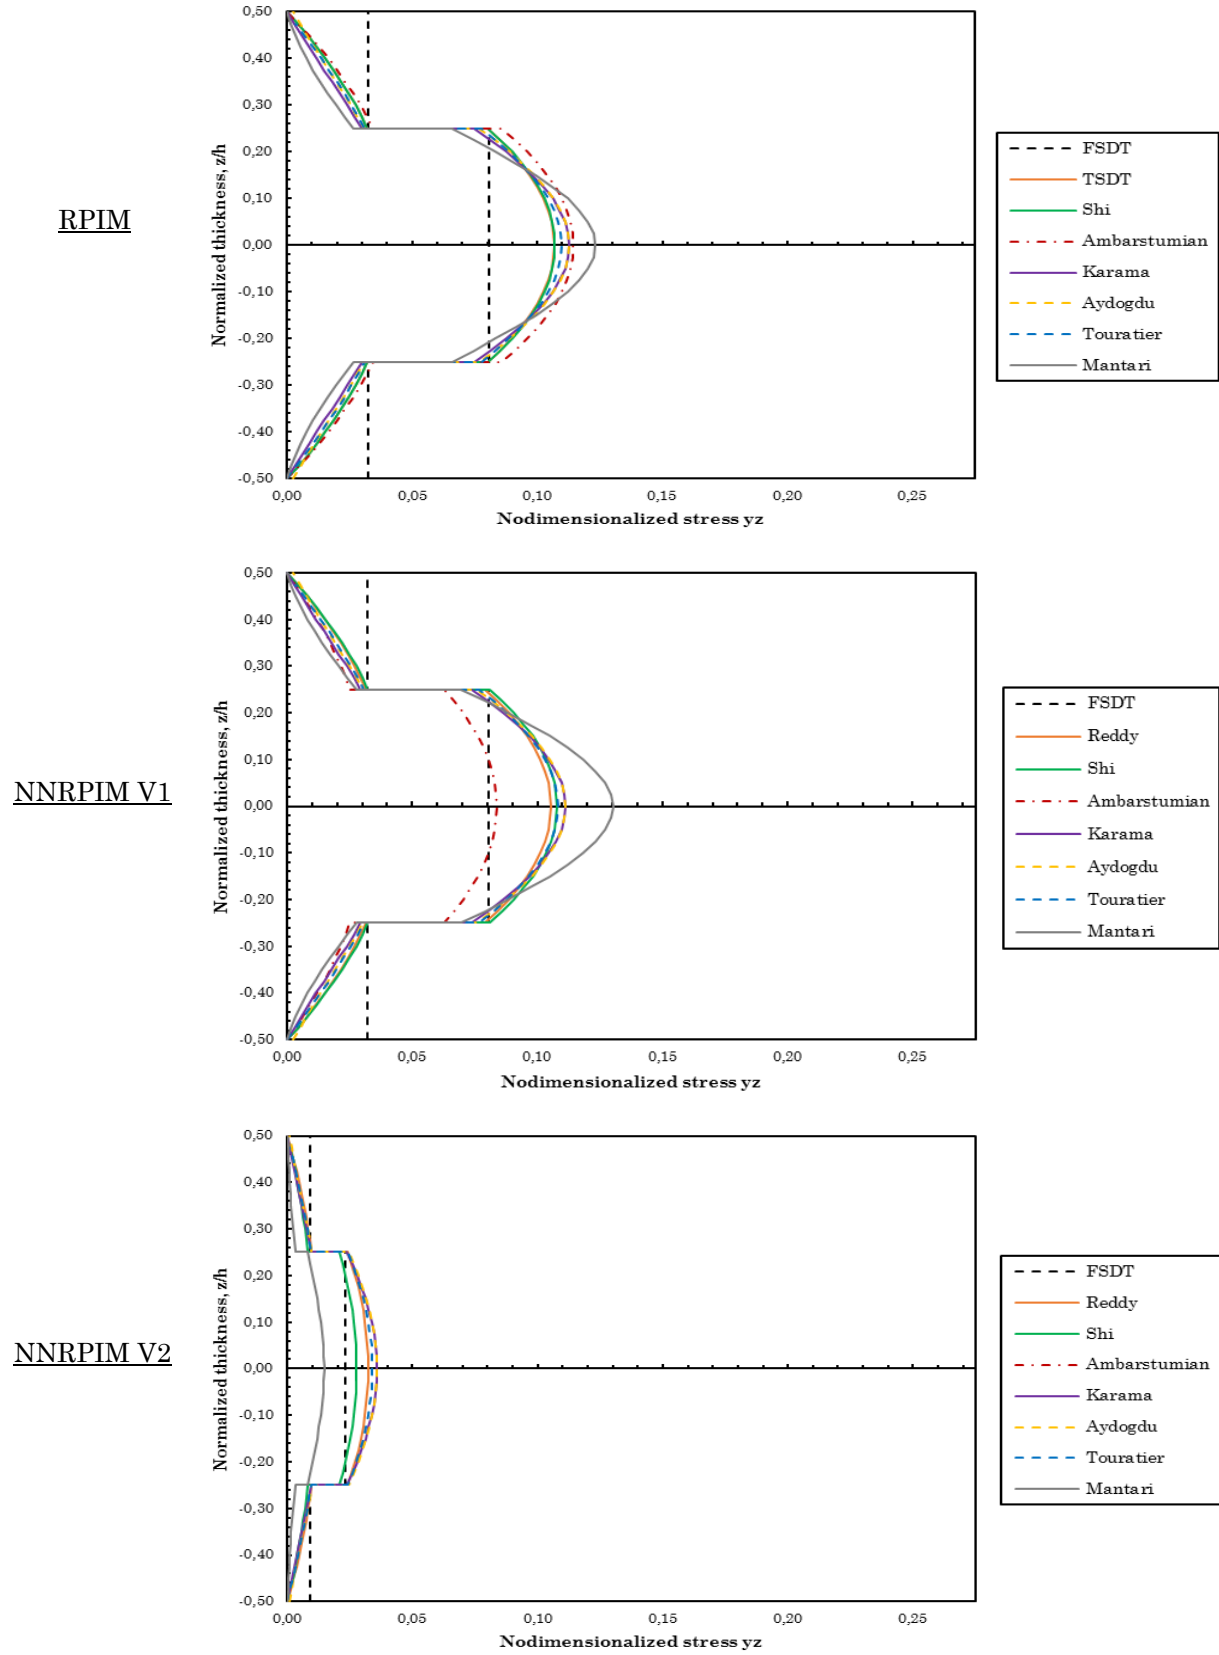 RPIM
Normalized thickness, z/h
0,50
0,40
0,30
0,20
0,10
0,00
-0,10
-0,20
-0,30
-0,40
-0,50
0,00 0,05 0,10 0,15 0,20 0,25
Nodimensionalized stress yz
FSDT
TSDT
Shi
Ambarstumian
Karama
Aydogdu
Touratier
Mantari
NNRPIM V1
Normalized thickness, z/h
0,50
0,40
0,30
0,20
0,10
0,00
-0,10
-0,20
-0,30
-0,40
-0,50
0,00 0,05 0,10 0,15 0,20 0,25
Nodimensionalized stress yz
FSDT
Reddy
Shi
Ambarstumian
Karama
Aydogdu
Touratier
Mantari
NNRPIM V2
Normalized thickness, z/h
0,50
0,40
0,30
0,20
0,10
0,00
-0,10
-0,20
-0,30
-0,40
-0,50
0,00 0,05 0,10 0,15 0,20 0,25
Nodimensionalized stress yz
FSDT
Reddy
Shi
Ambarstumian
Karama
Aydogdu
Touratier
Mantari